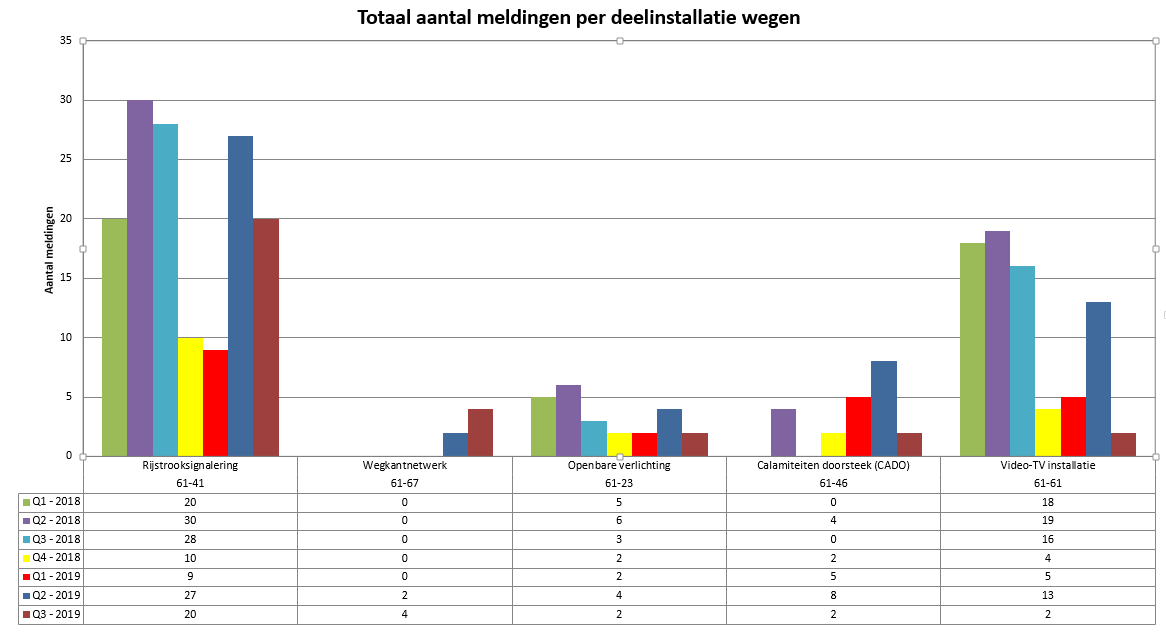 Totaal aantal meldingen per deelinstallatie wegen
35
30
25
20
15
10
5
0
Aantal meldingen
Rijstrooksignalering Wegkantnetwerk Openbare verlichting Calamiteiten doorsteek (CADO) Video-TV installatie
61-41 61-67 61-23 61-46 61-61
Q1 - 2018 20 0 5 0 18
Q2 - 2018 30 0 6 4 19
Q3 - 2018 28 0 3 0 16
Q4 - 2018 10 0 2 2 4
Q1 - 2019 9 0 2 5 5
Q2 - 2019 27 2 4 8 13
Q3 - 2019 20 4 2 2 2